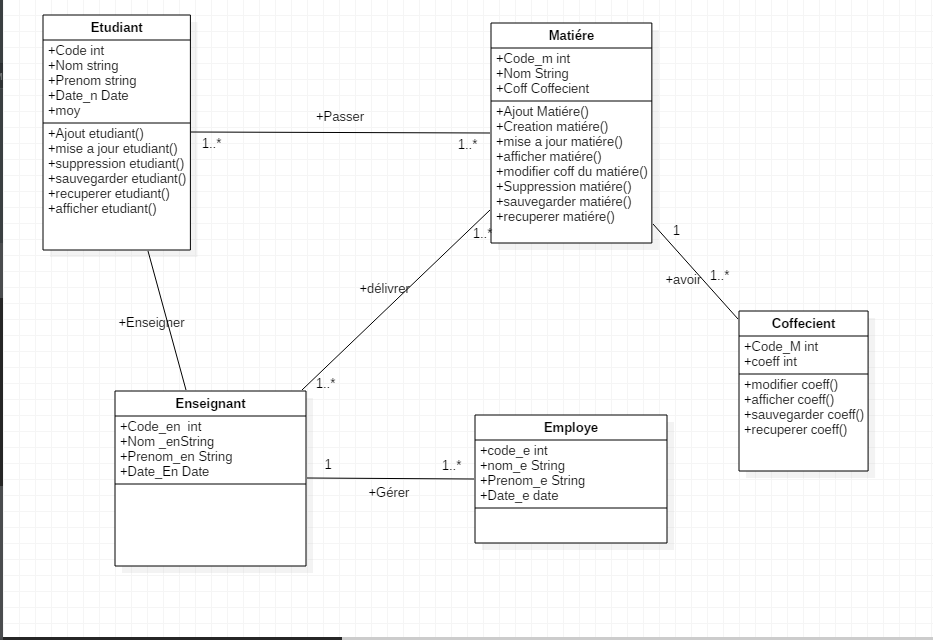 Etudiant
+Code int
+Nom string
+Prenom string
+Date_n Date
+moy
+Ajout etudiant()
+mise a jour etudiant()
+suppression etudiant()
+sauvegarder etudiant()
+recuperer etudiant()
+afficher etudiant()
+Passer
1..*
1..*
Matiére
+Code_m int
+Nom String
+Coff Coffecient
+Ajout Matiére()
+Creation matiére()
+mise a jour matiére()
+afficher matiére()
+modifier coff du matiére()
+Suppression matiére()
+sauvegarder matiére()
+recuperer matiére()
1..*
+délivrer
1..*
1
+avoir
1..*
+Enseigner
Coffecient
+Code_M int
+coeff int
+modifier coeff()
+afficher coeff()
+sauvegarder coeff()
+recuperer coeff()
Enseignant
+Code_en int
+Nom _enString
+Prenom_en String
+Date_En Date
1
1..*
+Gérer
Employe
+code_e int
+nom_e String
+Prenom_e String
+Date_e date